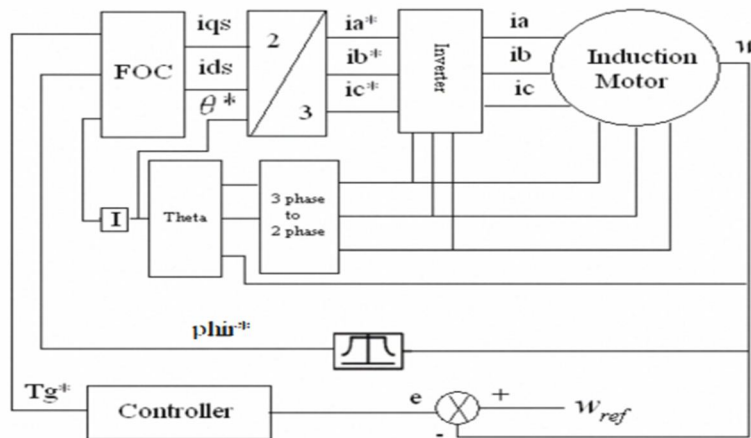 FOC
iqs
ids
θ*
2
3
ia*
ib*
ic*
Inverter
ia
ib
ic
Induction
Motor
w
I
Theta
3 phase
to
2 phase
phir*
Tg*
Controller
e
+
-
w_ref